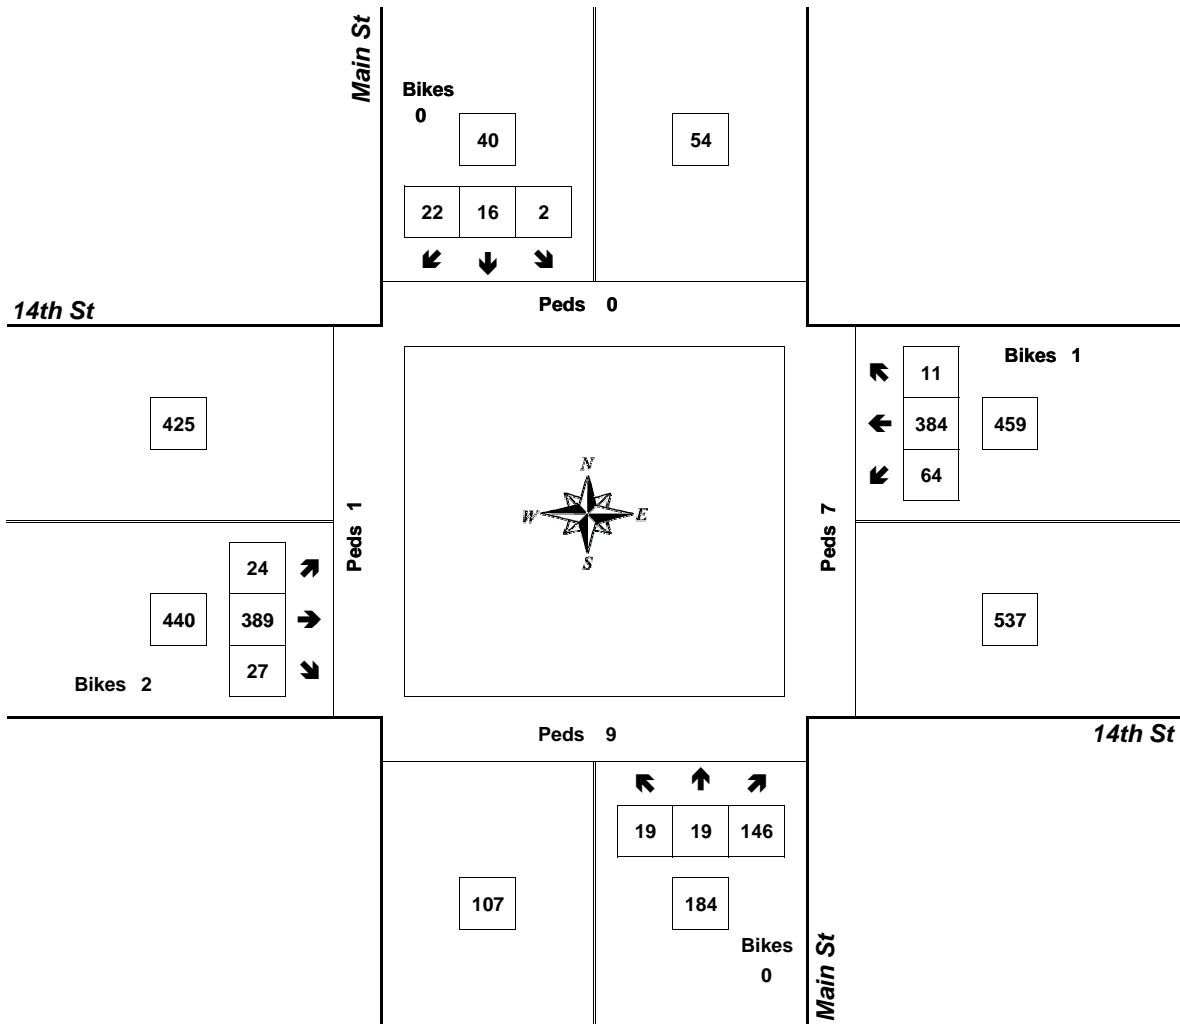 Main St
Bikes
0
40
54
22 16 2
14th St
Peds 0
Bikes 1
11
425
384
459
64
N
W E
S
Peds 1
Peds 7
24
440
389
537
27
Bikes 2
Peds 9
14th St
19 19 146
107
184
Bikes
0
Main St